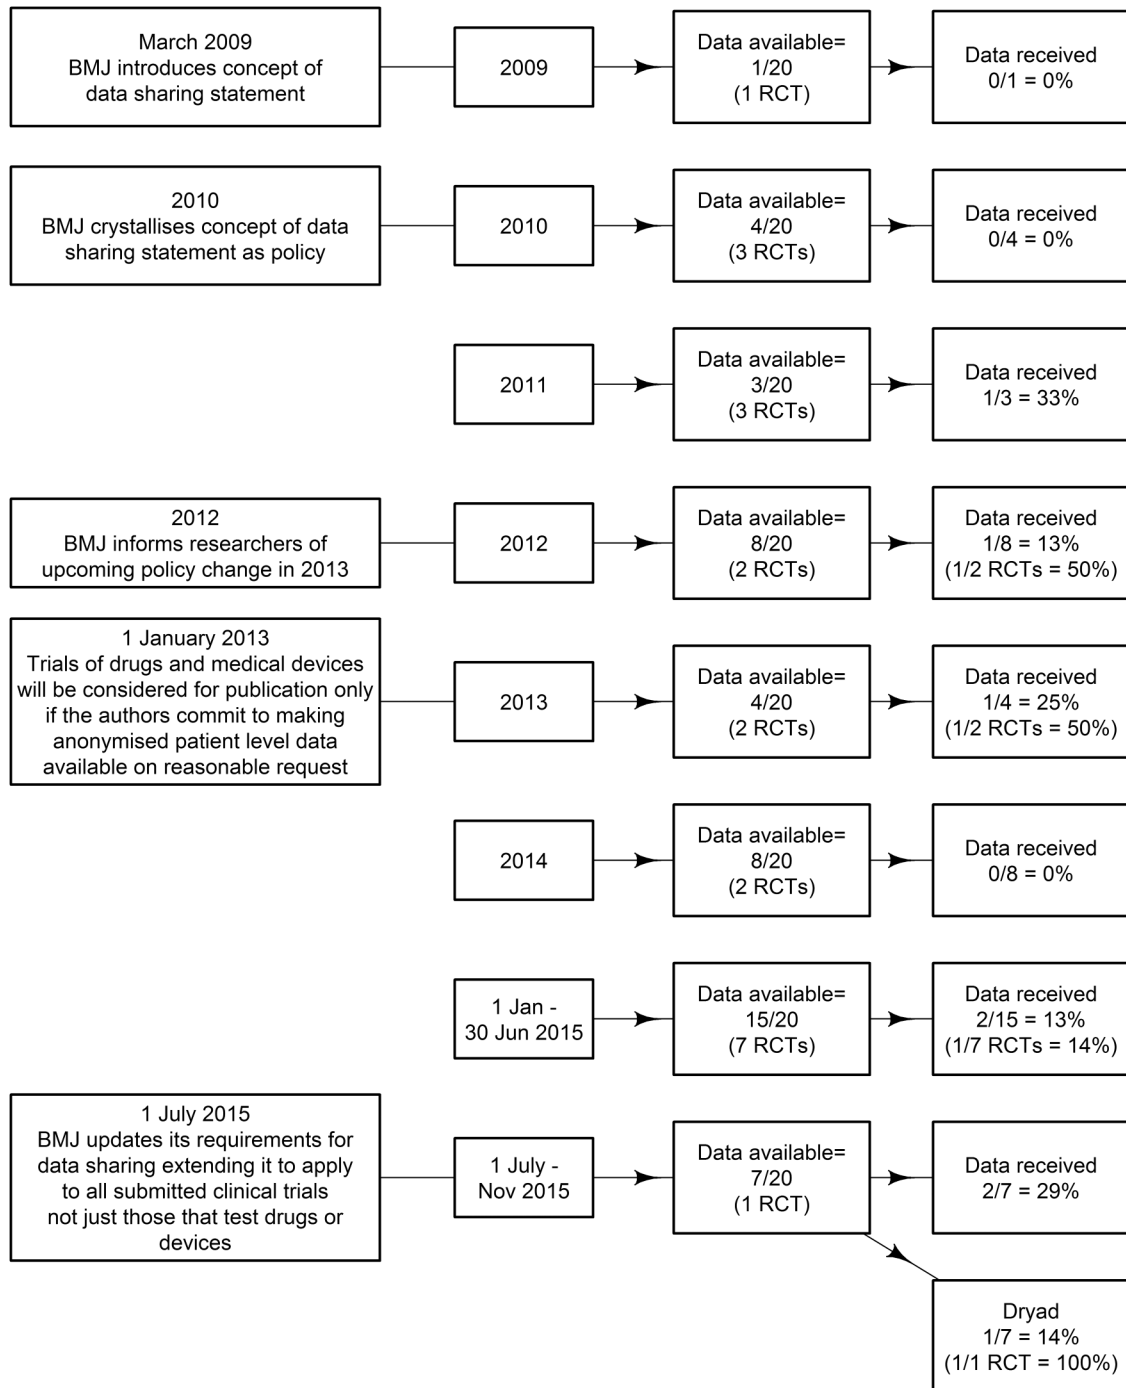 March 2009
BMJ introduces concept of
data sharing statement
2009
Data available=
1/20
(1 RCT)
Data received
0/1 = 0%
2010
BMJ crystallises concept of data
sharing statement as policy
2010
Data available=
4/20
(3 RCTs)
Data received
0/4 = 0%
2011
Data available=
3/20
(3 RCTs)
Data received
1/3 = 33%
2012
BMJ informs researchers of
upcoming policy change in 2013
2012
Data available=
8/20
(2 RCTs)
Data received
1/8 = 13%
(1/2 RCTs = 50%)
1 January 2013
Trials of drugs and medical devices
will be considered for publication only
if the authors commit to making
anonymised patient level data
available on reasonable request
2013
Data available=
4/20
(2 RCTs)
Data received
1/4 = 25%
(1/2 RCTs = 50%)
2014
Data available=
8/20
(2 RCTs)
Data received
0/8 = 0%
1 Jan -
30 Jun 2015
Data available=
15/20
(7 RCTs)
Data received
2/15 = 13%
(1/7 RCTs = 14%)
1 July 2015
BMJ updates its requirements for
data sharing extending it to apply
to all submitted clinical trials
not just those that test drugs or
devices
1 July -
Nov 2015
Data available=
7/20
(1 RCT)
Data received
2/7 = 29%
Dryad
1/7 = 14%
(1/1 RCT = 100%)